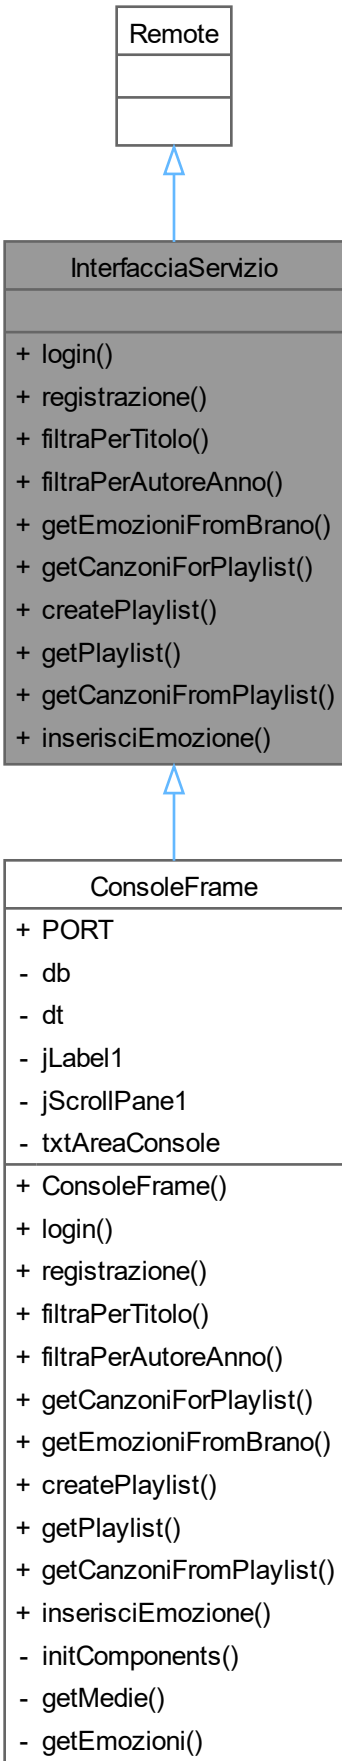 Remote
InterfacciaServizio
+ login()
+ registrazione()
+ filtraPerTitolo()
+ filtraPerAutoreAnno()
+ getEmozioniFromBrano()
+ getCanzoniForPlaylist()
+ createPlaylist()
+ getPlaylist()
+ getCanzoniFromPlaylist()
+ inserisciEmozione()
ConsoleFrame
+ PORT
- db
- dt
- jLabel1
- jScrollPane1
- txtAreaConsole
+ ConsoleFrame()
+ login()
+ registrazione()
+ filtraPerTitolo()
+ filtraPerAutoreAnno()
+ getCanzoniForPlaylist()
+ getEmozioniFromBrano()
+ createPlaylist()
+ getPlaylist()
+ getCanzoniFromPlaylist()
+ inserisciEmozione()
- initComponents()
- getMedie()
- getEmozioni()